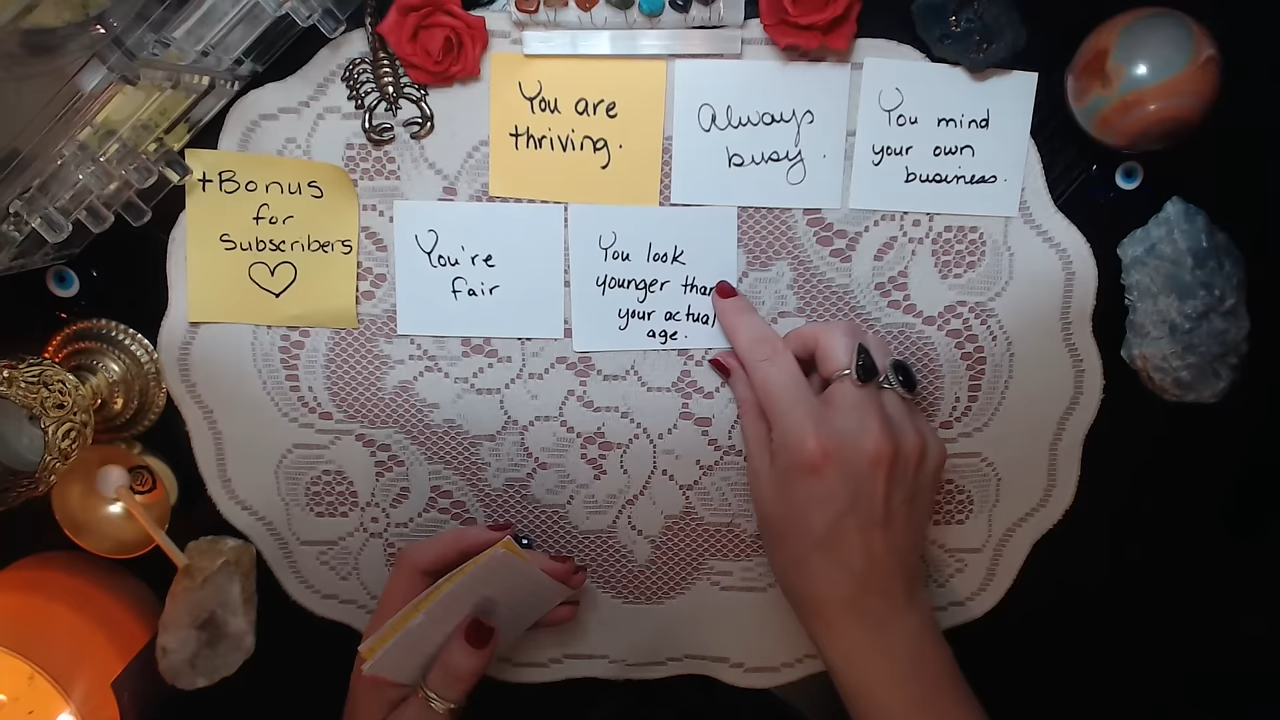 You are
thriving.
Always
busy.
You mind
your own
business.
+Bonus
for
Subscribers
You're
fair
You look
younger than
your actual
age.